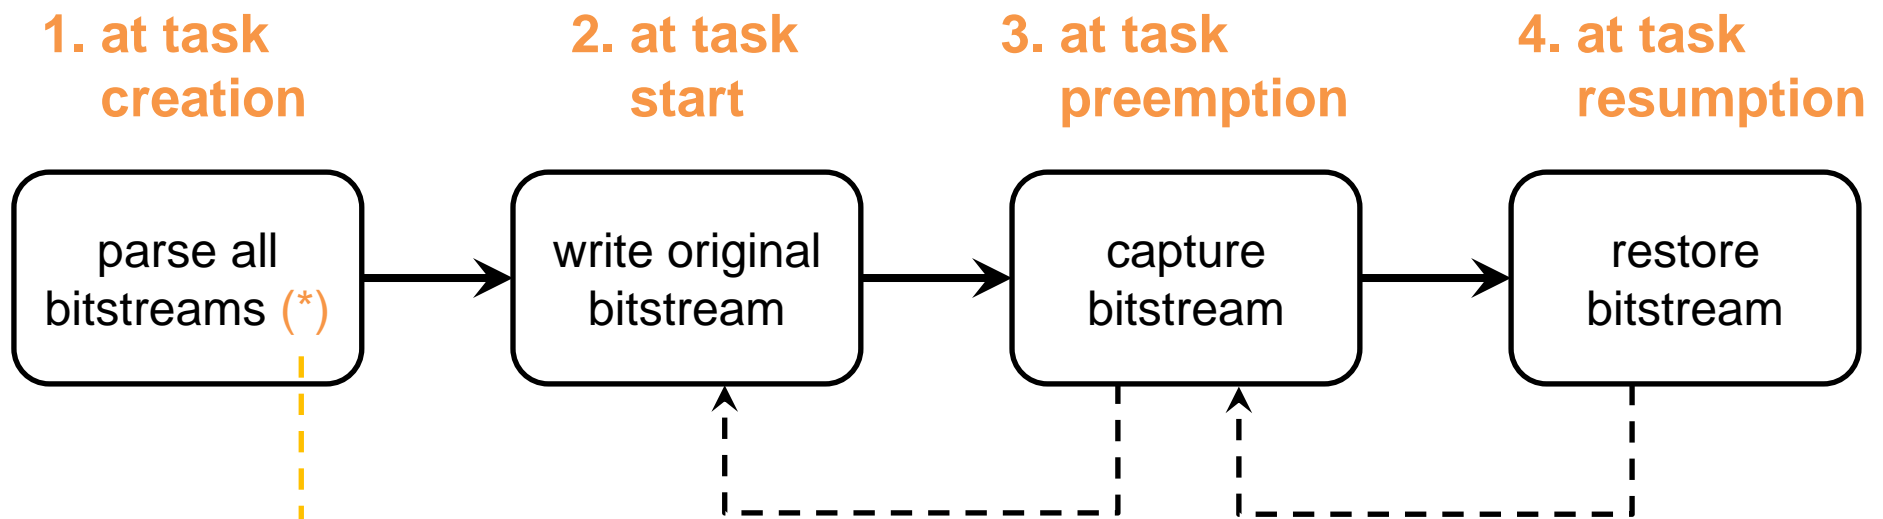 1. at task
creation
2. at task
start
3. at task
preemption
4. at task
resumption
parse all
bitstreams (*)
write original
bitstream
capture
bitstream
restore
bitstream